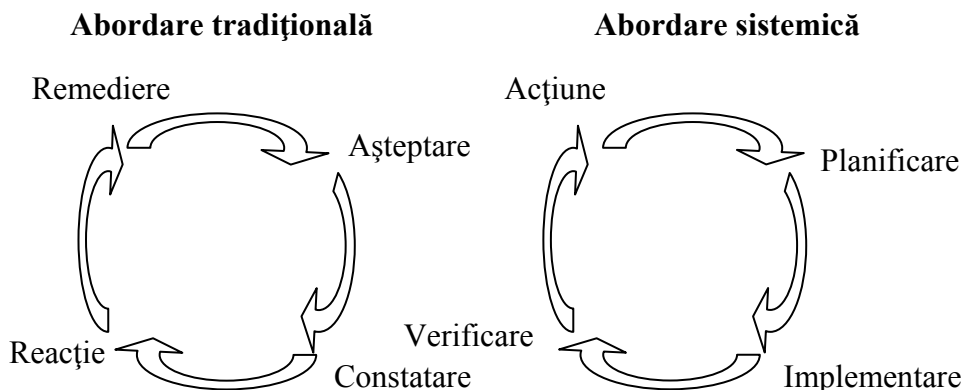 Abordare tradiţională
Abordare sistemică
Remediere
Acţiune
Aşteptare
Planificare
Reacţie
Verificare
Constatare
Implementare